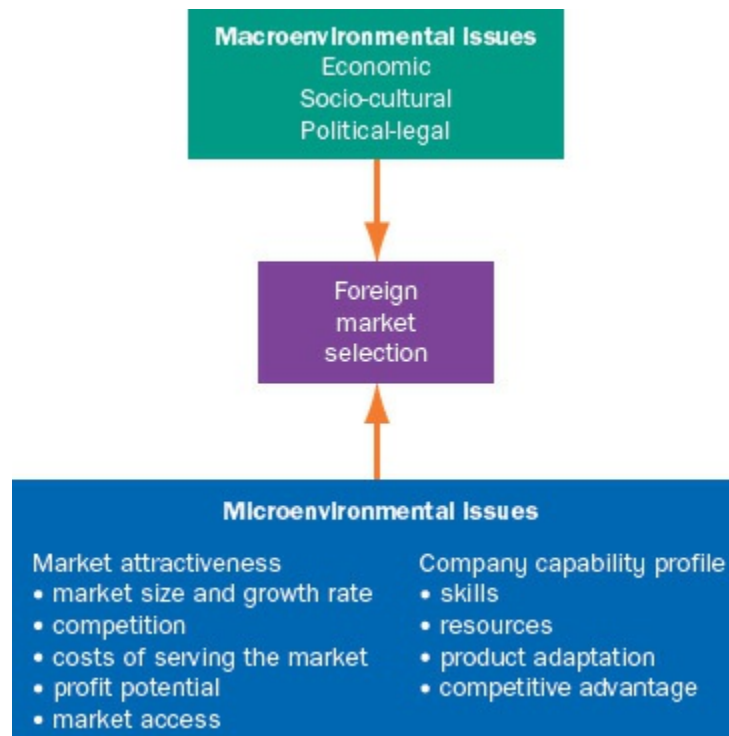 Macroenvironmental issues
Economic
Socio-cultural
Political-legal
Foreign
market
selection
Microenvironmental issues
Market attractiveness
• market size and growth rate
• competition
• costs of serving the market
• profit potential
• market access
Company capability profile
• skills
• resources
• product adaptation
• competitive advantage